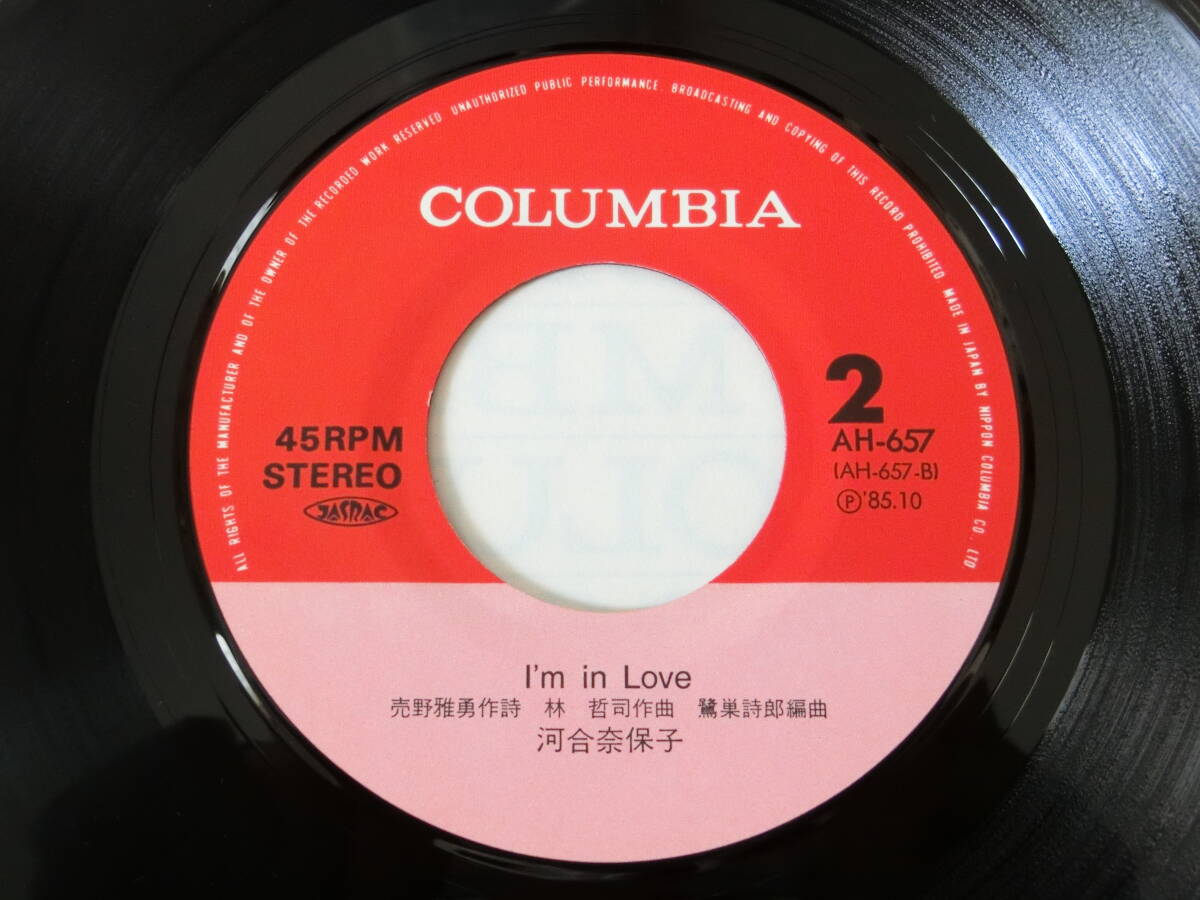 ALL RIGHTS OF THE MANUFACTURER AND OF THE OWNER OF THE RECORDED WORK RESERVED UNAUTHORIZED PUBLIC PERFORMANCE. BROADCASTING AND COPYING OF THIS RECORD PROHIBITED MADE IN JAPAN BY NIPPON COLUMBIA CO., LTD
COLUMBIA
45RPM
STEREO
JASRAC
2
AH-657
(AH-657-B)
Ⓟ'85.10
I'm in Love
売野雅勇作詩 林 哲司作曲 鷺巣詩郎編曲
河合奈保子